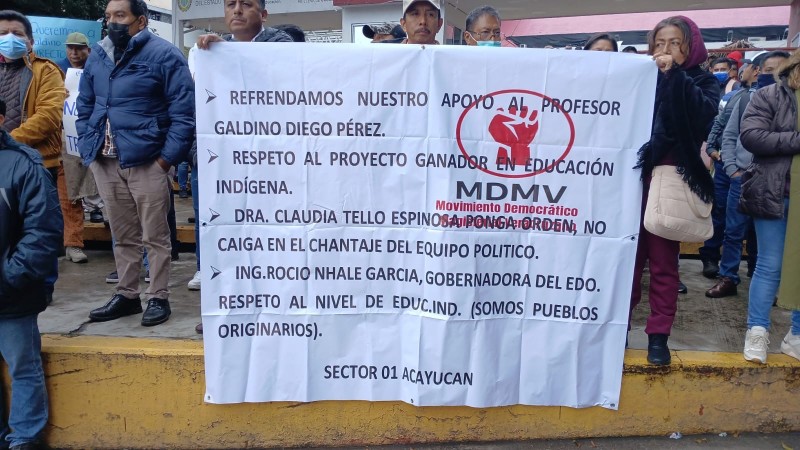 ➢ REFRENDAMOS NUESTRO APOYO AL PROFESOR
GALDINO DIEGO PÉREZ.
➢ RESPETO AL PROYECTO GANADOR EN EDUCACIÓN
INDÍGENA.
MDMV
Movimiento Democrático
➢ DRA. CLAUDIA TELLO ESPINOSA PONGA ORDEN, NO
CAIGA EN EL CHANTAJE DEL EQUIPO POLITICO.
➢ ING.ROCIO NHALE GARCIA, GOBERNADORA DEL EDO.
RESPETO AL NIVEL DE EDUC.IND. (SOMOS PUEBLOS
ORIGINARIOS).
SECTOR 01 ACAYUCAN